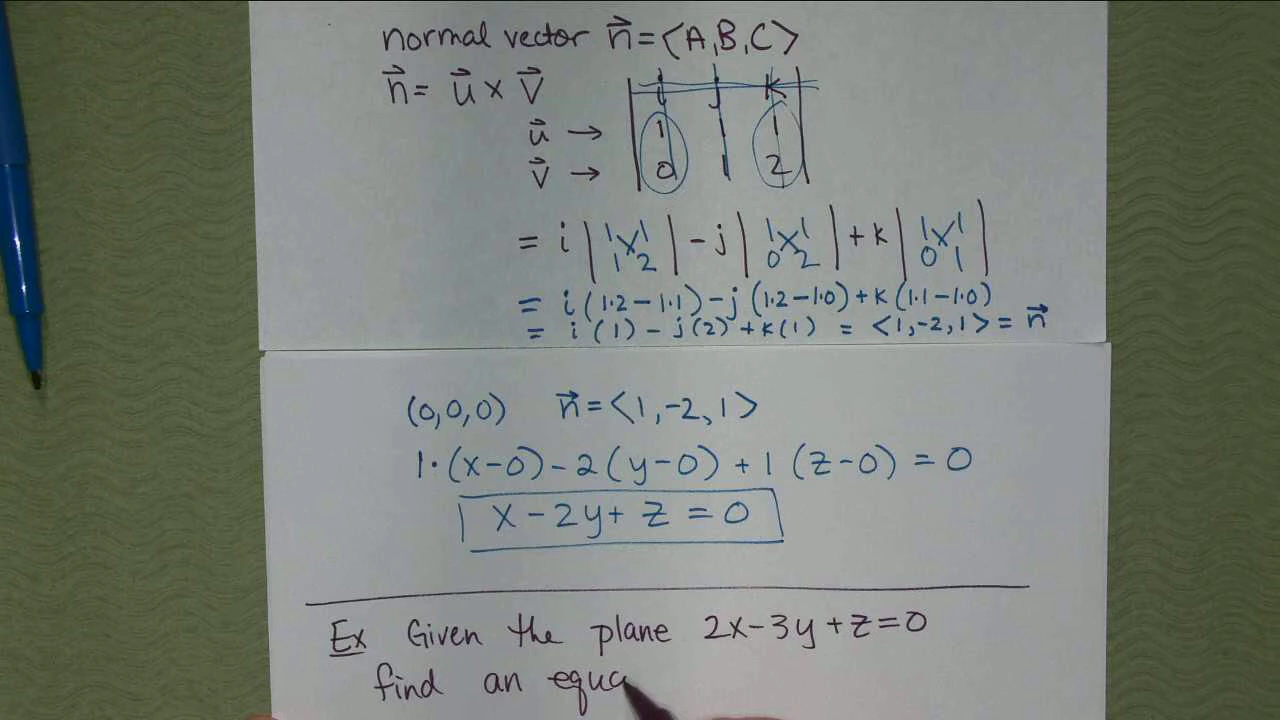 normal vector n⃗ = <A, B, C>
n⃗ = u⃗ × v⃗ | i j k |
u⃗ → | 1 1 1 |
v⃗ → | 0 1 2 |
= i | 1 1 | - j | 1 1 | + k | 1 1 |
| 1 2 | | 0 2 | | 0 1 |
= i (1·2 - 1·1) - j (1·2 - 1·0) + k (1·1 - 1·0)
= i (1) - j (2) + k (1) = <1, -2, 1> = n⃗
(0,0,0) n⃗ = <1, -2, 1>
1·(x-0) - 2(y-0) + 1 (z-0) = 0
x - 2y + z = 0
Ex Given the plane 2x - 3y + z = 0
find an equa